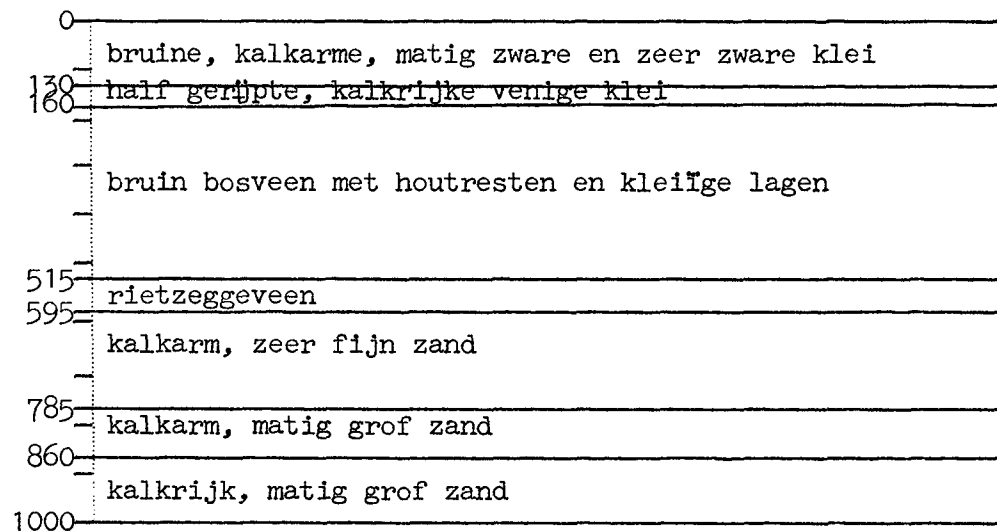 0
bruine, kalkarme, matig zware en zeer zware klei
130
half gerijpte, kalkrijke venige klei
160
bruin bosveen met houtresten en kleiïge lagen
515
rietzeggeveen
595
kalkarm, zeer fijn zand
785
kalkarm, matig grof zand
860
kalkrijk, matig grof zand
1000